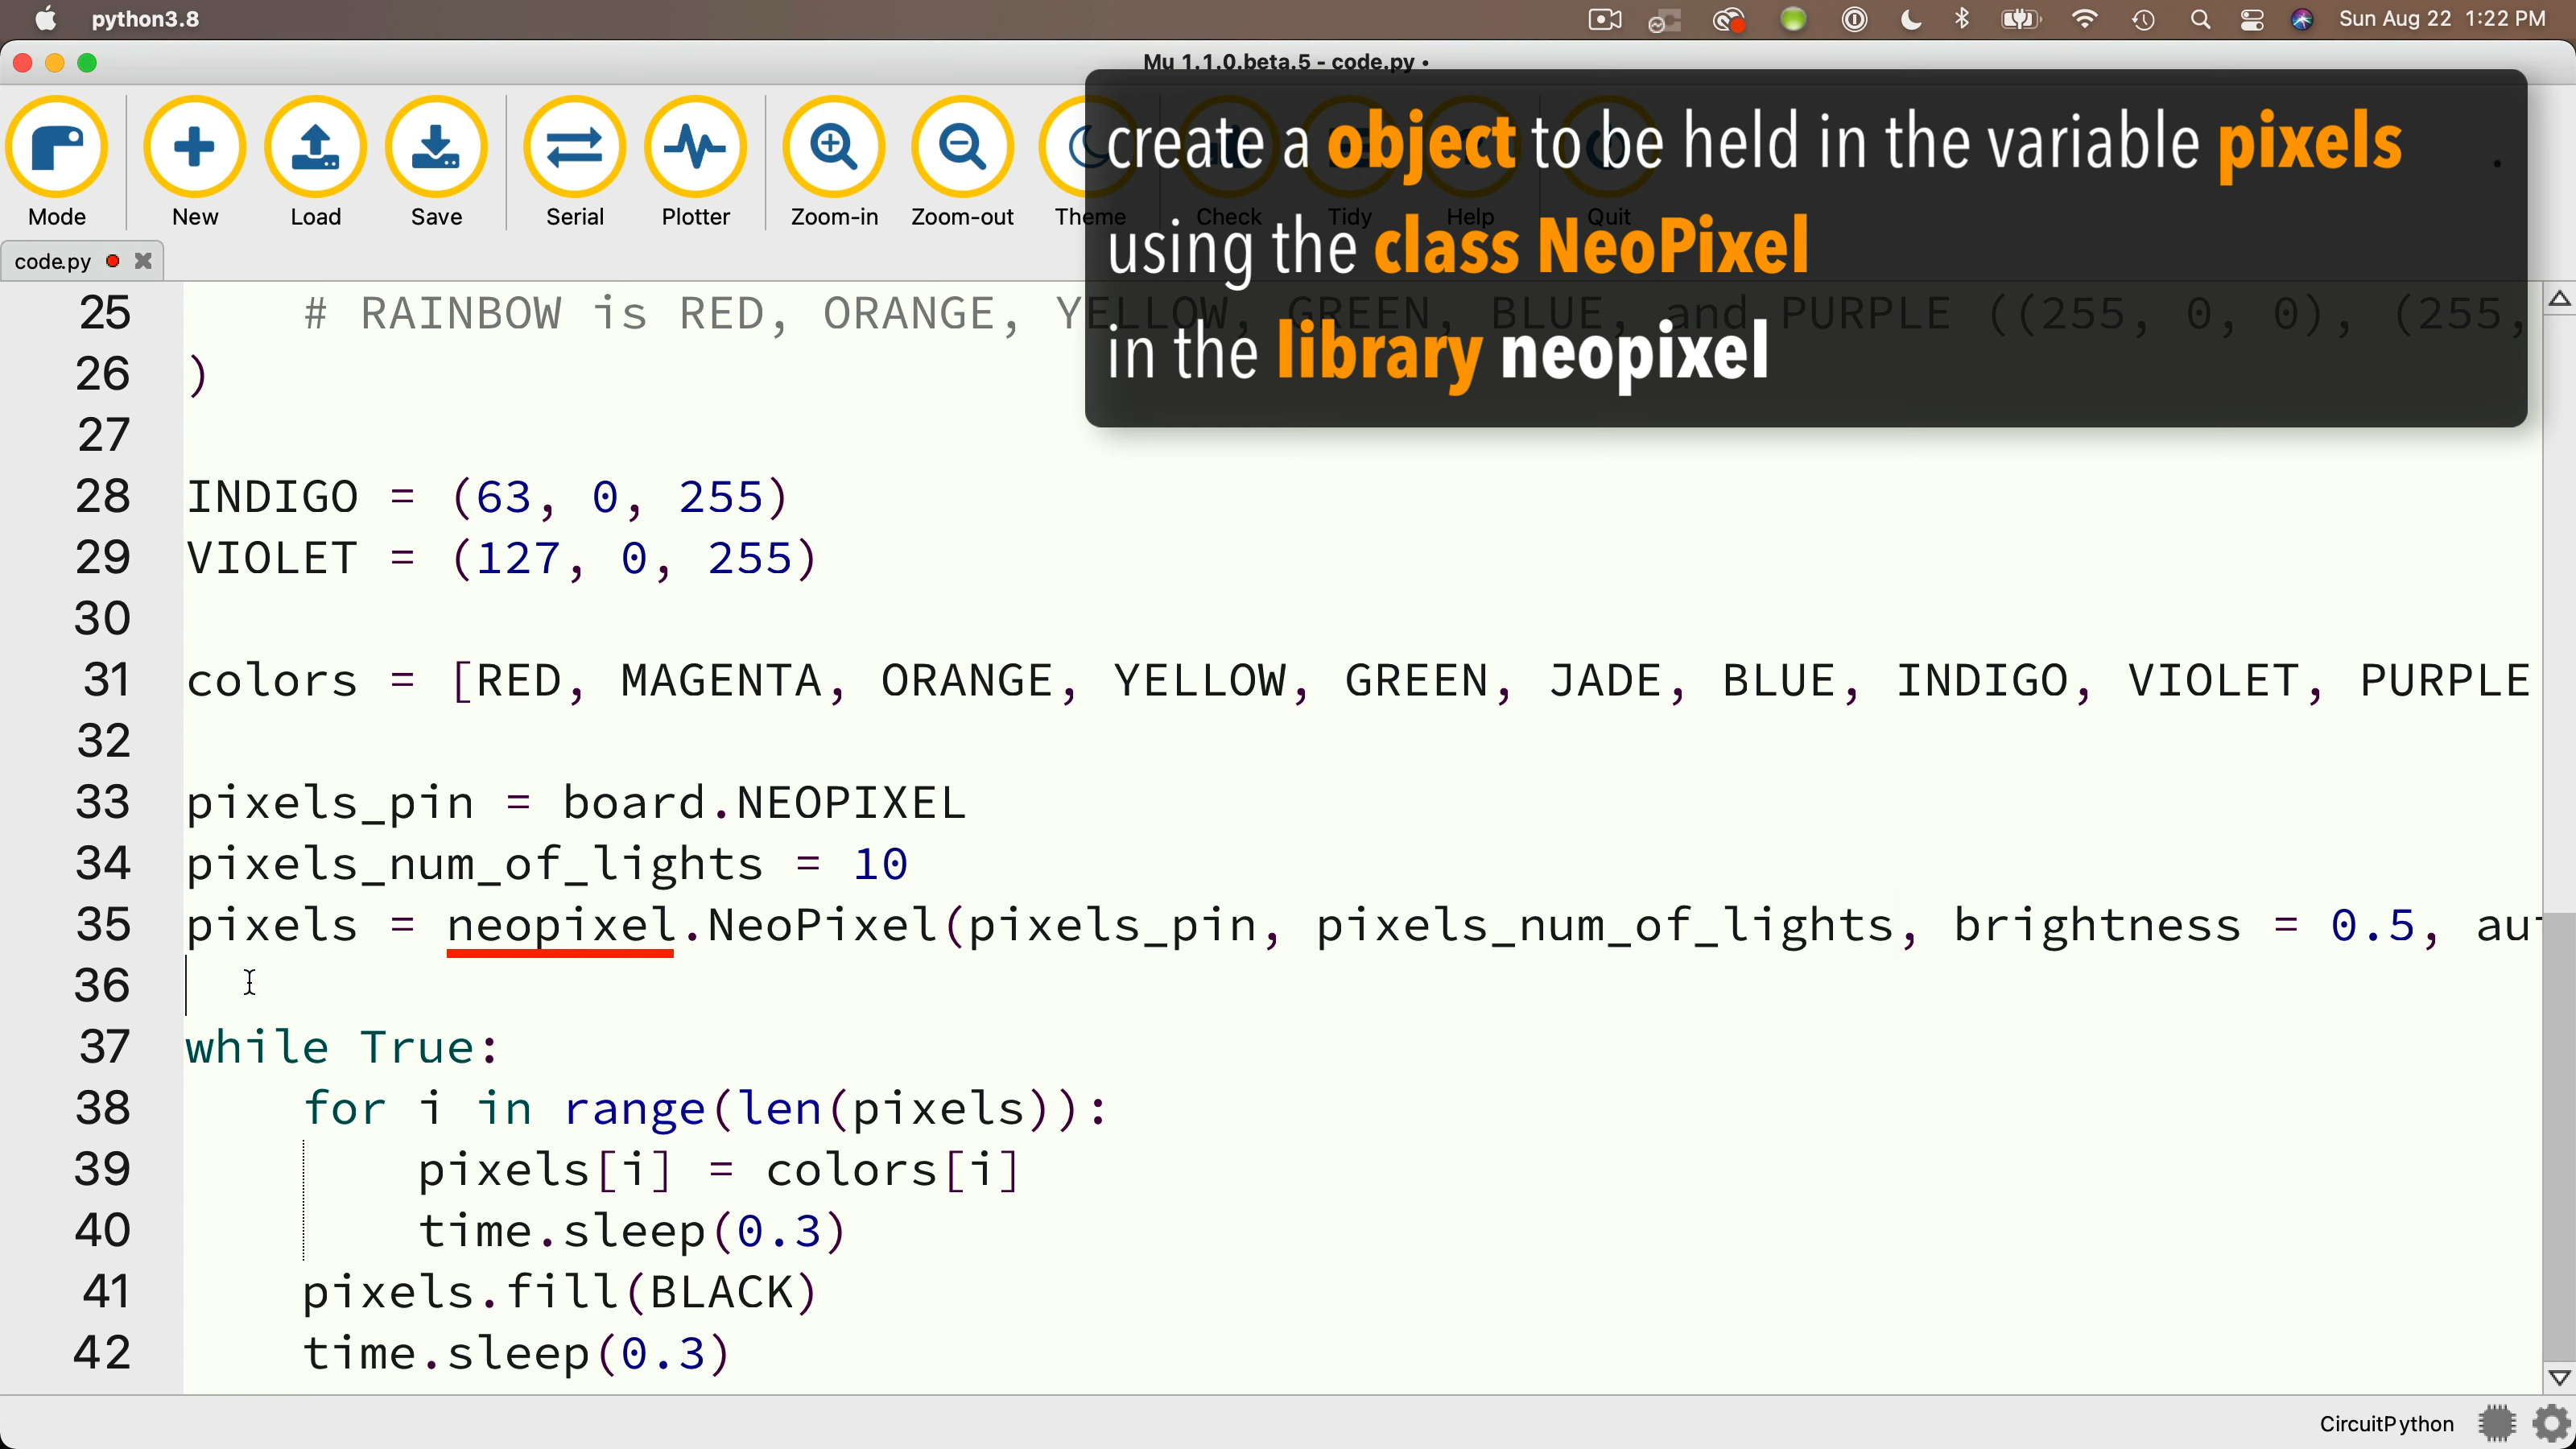 python3.8
Sun Aug 22 1:22 PM
Mu 1.1.0.beta.5 - code.py •
Mode New Load Save Serial Plotter Zoom-in Zoom-out Theme Check Tidy Help Quit
create a object to be held in the variable pixels
using the class NeoPixel
in the library neopixel
code.py
25 # RAINBOW is RED, ORANGE, YELLOW, GREEN, BLUE, and PURPLE ((255, 0, 0), (255,
26 )
27
28 INDIGO = (63, 0, 255)
29 VIOLET = (127, 0, 255)
30
31 colors = [RED, MAGENTA, ORANGE, YELLOW, GREEN, JADE, BLUE, INDIGO, VIOLET, PURPLE
32
33 pixels_pin = board.NEOPIXEL
34 pixels_num_of_lights = 10
35 pixels = neopixel.NeoPixel(pixels_pin, pixels_num_of_lights, brightness = 0.5, au
36
37 while True:
38 for i in range(len(pixels)):
39 pixels[i] = colors[i]
40 time.sleep(0.3)
41 pixels.fill(BLACK)
42 time.sleep(0.3)
CircuitPython